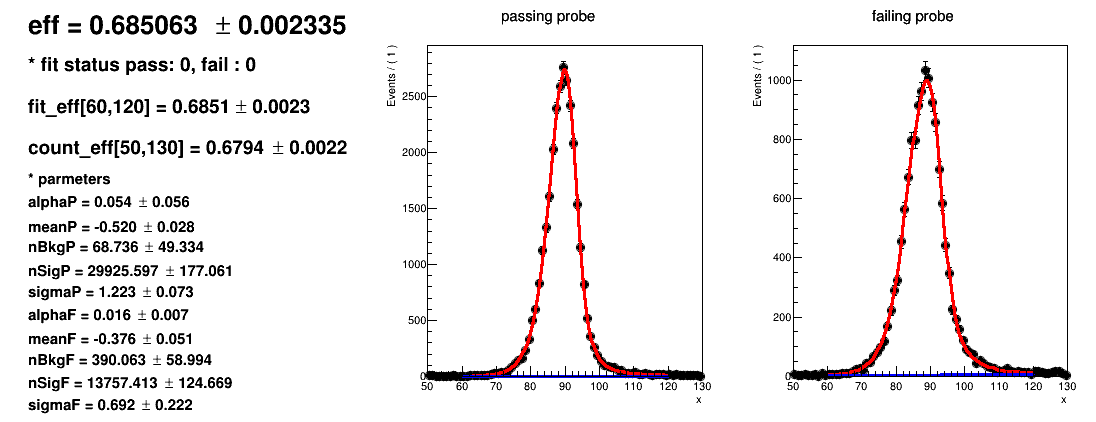 eff = 0.685063 ± 0.002335
* fit status pass: 0, fail : 0
fit_eff[60,120] = 0.6851 ± 0.0023
count_eff[50,130] = 0.6794 ± 0.0022
* parmeters
alphaP = 0.054 ± 0.056
meanP = -0.520 ± 0.028
nBkgP = 68.736 ± 49.334
nSigP = 29925.597 ± 177.061
sigmaP = 1.223 ± 0.073
alphaF = 0.016 ± 0.007
meanF = -0.376 ± 0.051
nBkgF = 390.063 ± 58.994
nSigF = 13757.413 ± 124.669
sigmaF = 0.692 ± 0.222
passing probe
Events / ( 1 )
2500
2000
1500
1000
500
0
50 60 70 80 90 100 110 120 130
x
failing probe
Events / ( 1 )
1000
800
600
400
200
0
50 60 70 80 90 100 110 120 130
x